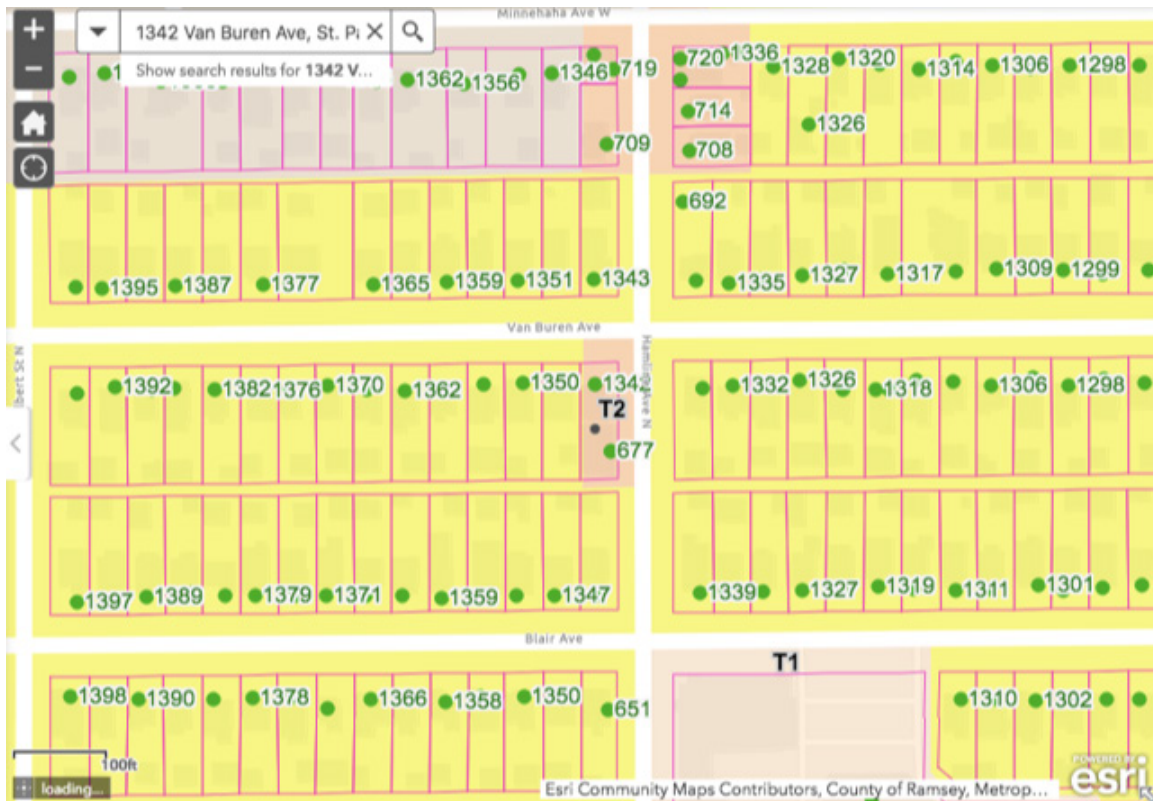 Minnehaha Ave W
+
1342 Van Buren Ave, St. Pa
Show search results for 1342 V...
−
1362 1356 1346 719 720 1336 1328 1320 1314 1306 1298
714 1326
709 708
692
1395 1387 1377 1365 1359 1351 1343 1335 1327 1317 1309 1299
Van Buren Ave
bert St N
Hamline Ave N
1392 1382 1376 1370 1362 1350 1342 1332 1326 1318 1306 1298
T2
677
1397 1389 1379 1371 1359 1347 1339 1327 1319 1311 1301
Blair Ave
T1
1398 1390 1378 1366 1358 1350 651 1310 1302
100ft
loading...
Esri Community Maps Contributors, County of Ramsey, Metrop...
POWERED BY
esri